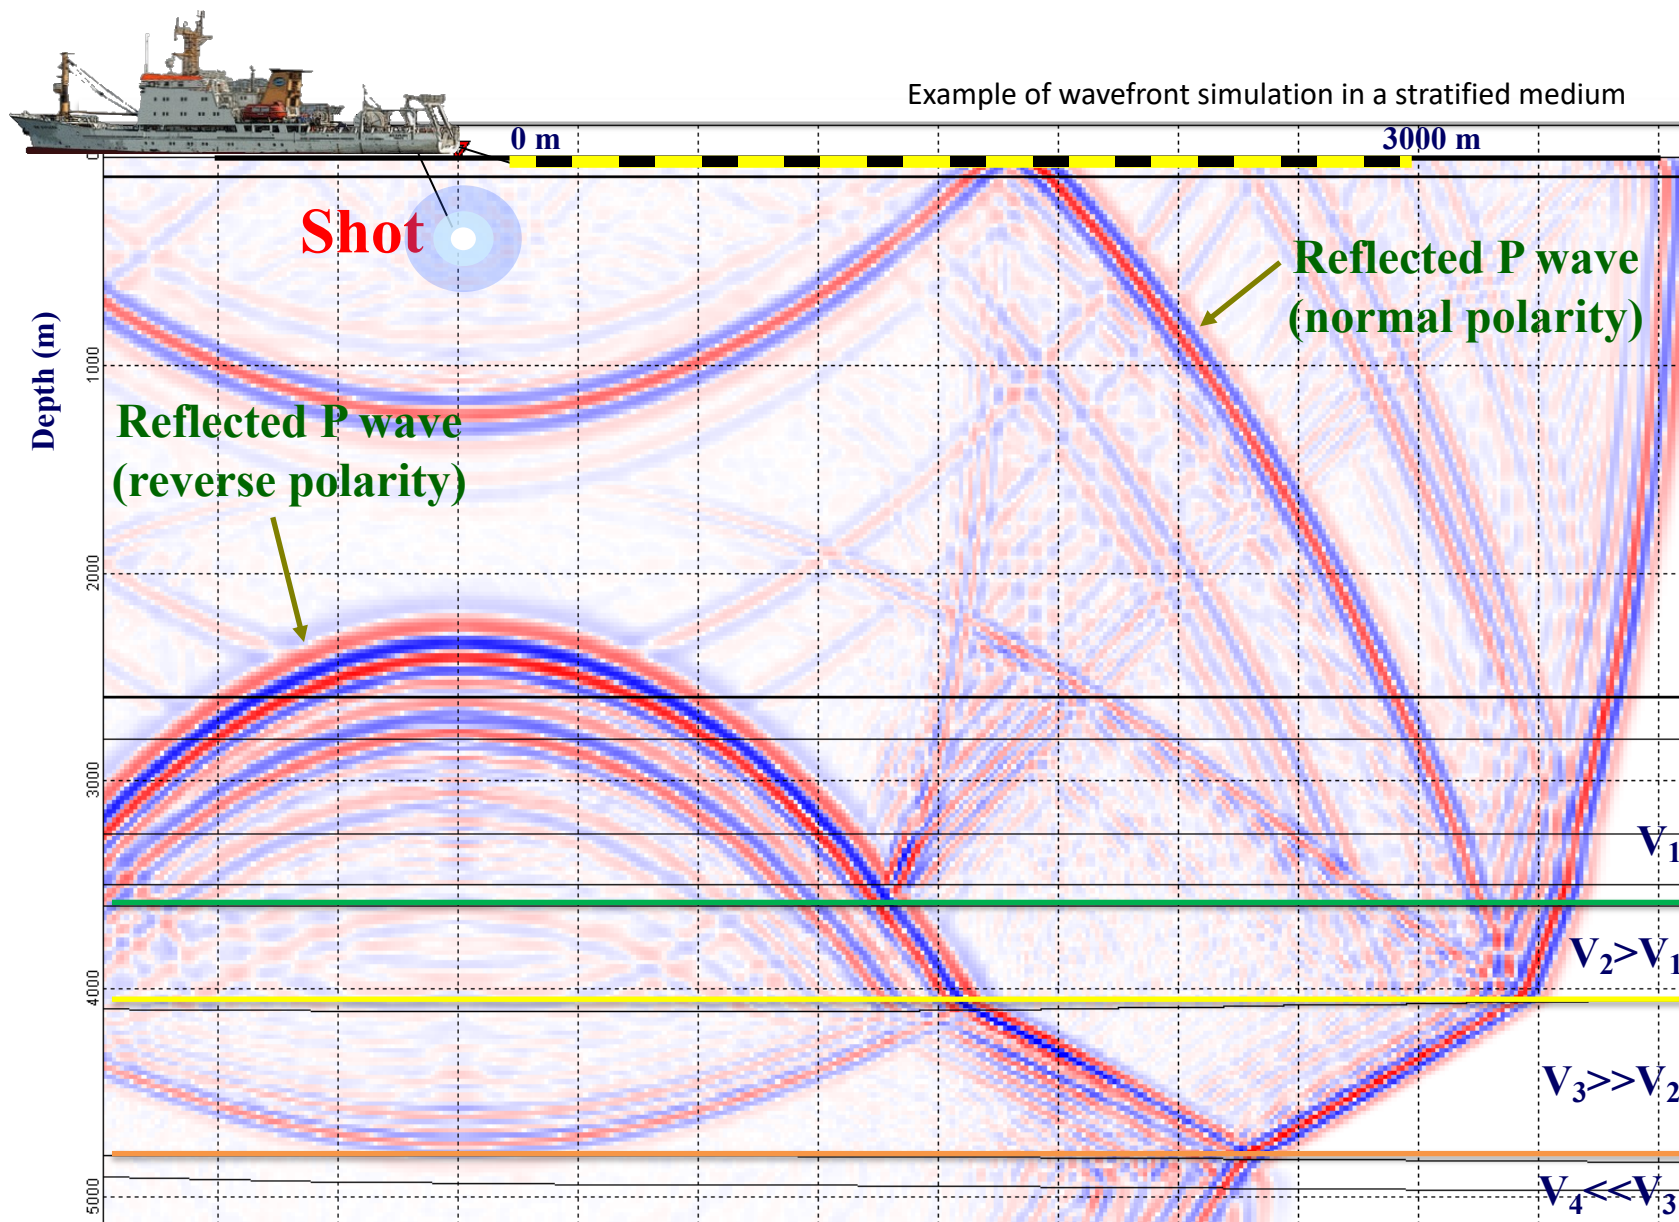 Example of wavefront simulation in a stratified medium
0 m
3000 m
0
Shot
Reflected P wave
(normal polarity)
Depth (m)
1000
Reflected P wave
(reverse polarity)
2000
3000
V₁
V₂>V₁
4000
V₃>>V₂
5000
V₄<<V₃